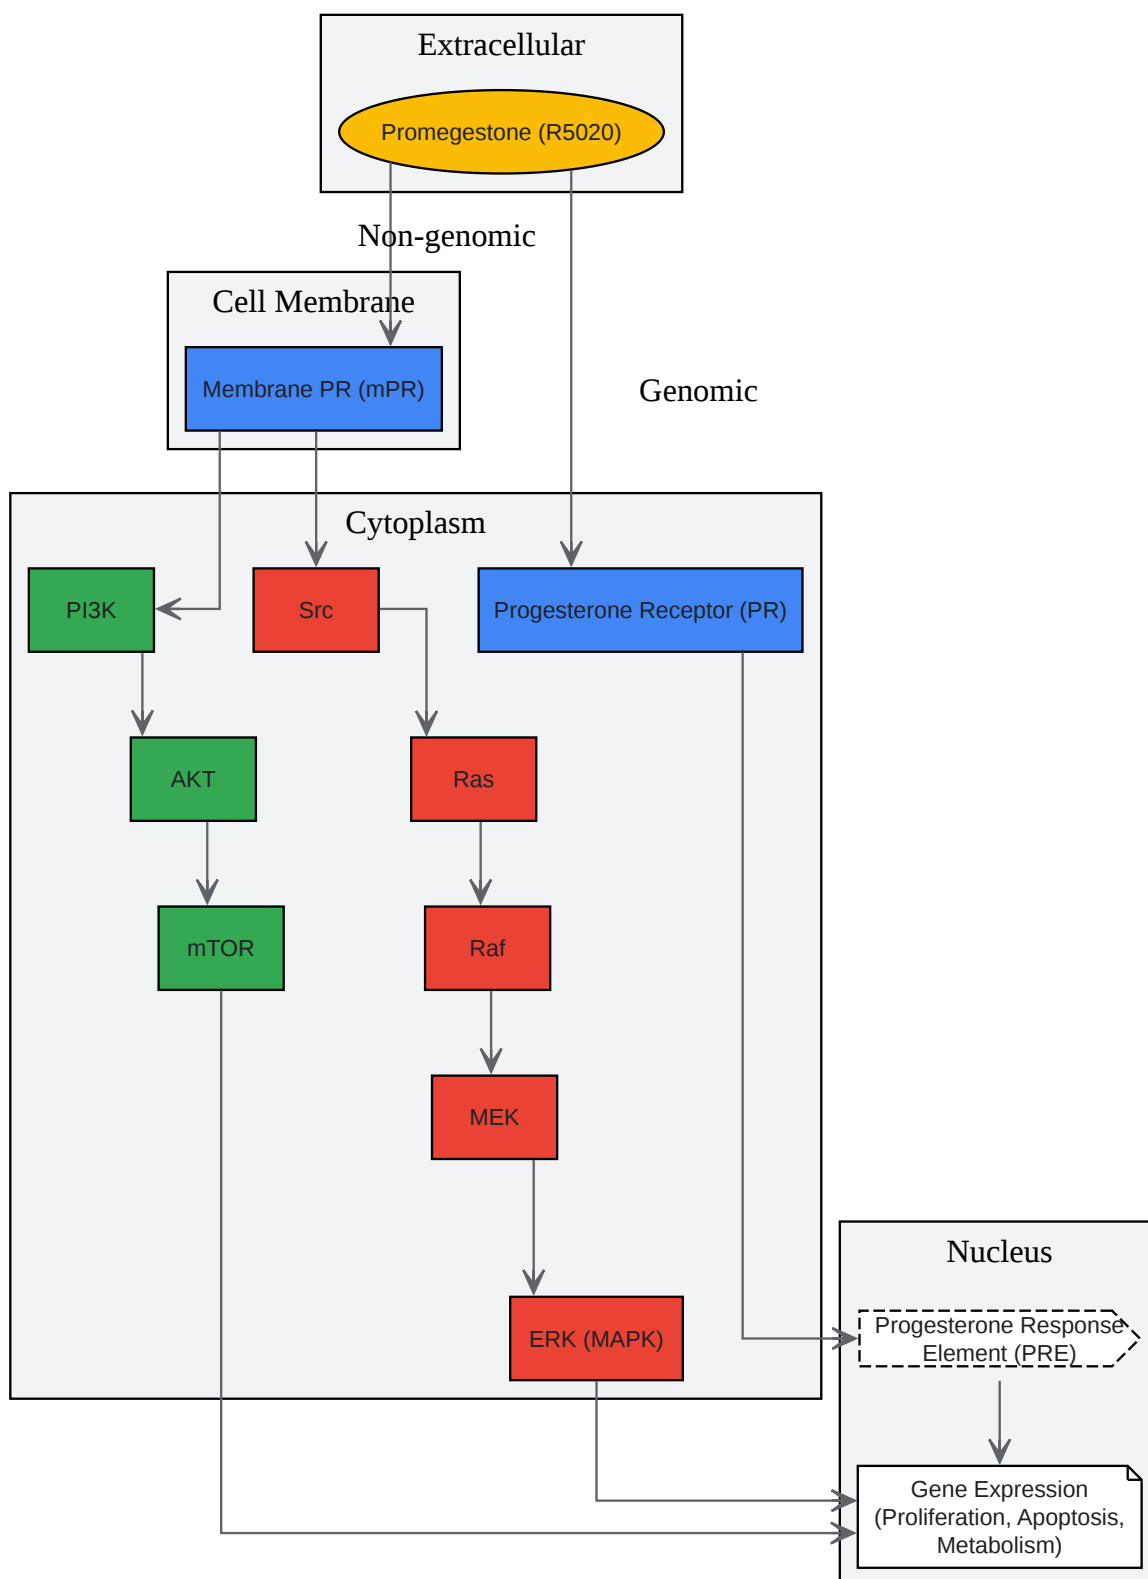 Extracellular
Promegestone (R5020)
Non-genomic
Cell Membrane
Membrane PR (mPR)
Genomic
Cytoplasm
PI3K
Src
Progesterone Receptor (PR)
AKT
Ras
mTOR
Raf
MEK
Nucleus
Progesterone Response
Element (PRE)
ERK (MAPK)
Gene Expression
(Proliferation, Apoptosis,
Metabolism)